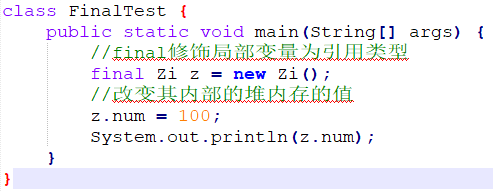 class FinalTest {
public static void main(String[] args) {
//final修饰局部变量为引用类型
final Zi z = new Zi();
//改变其内部的堆内存的值
z.num = 100;
System.out.println(z.num);
}
}